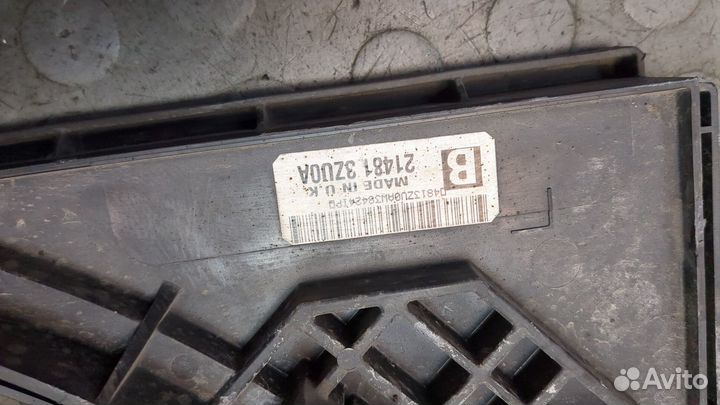 B
21481 3ZU0A
MADE IN U.K.
Avito